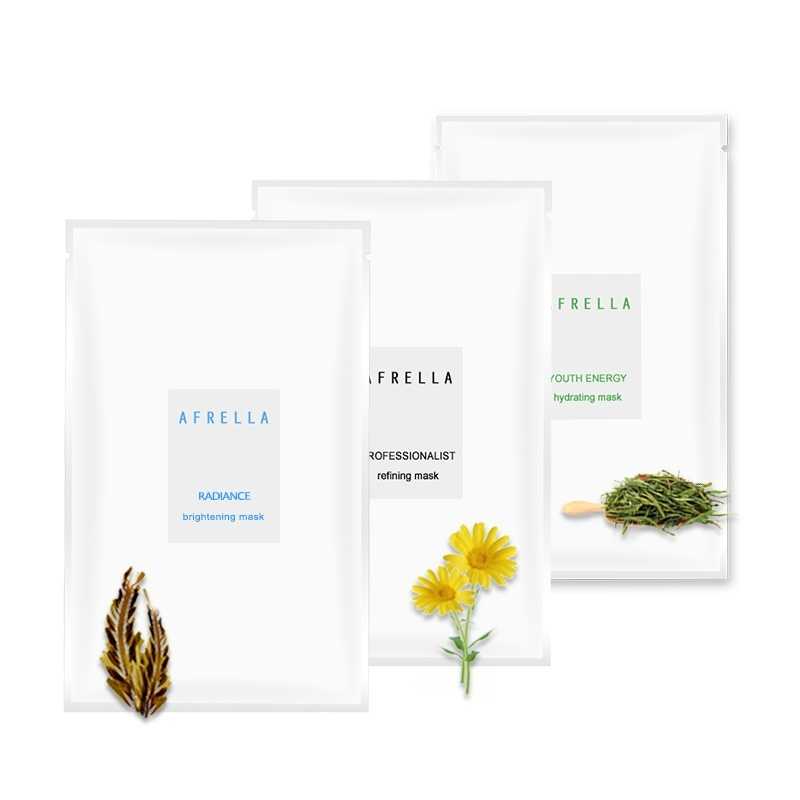 AFRELLA
RADIANCE
brightening mask
AFRELLA
ROFESSIONALIST
refining mask
FRELLA
YOUTH ENERGY
hydrating mask